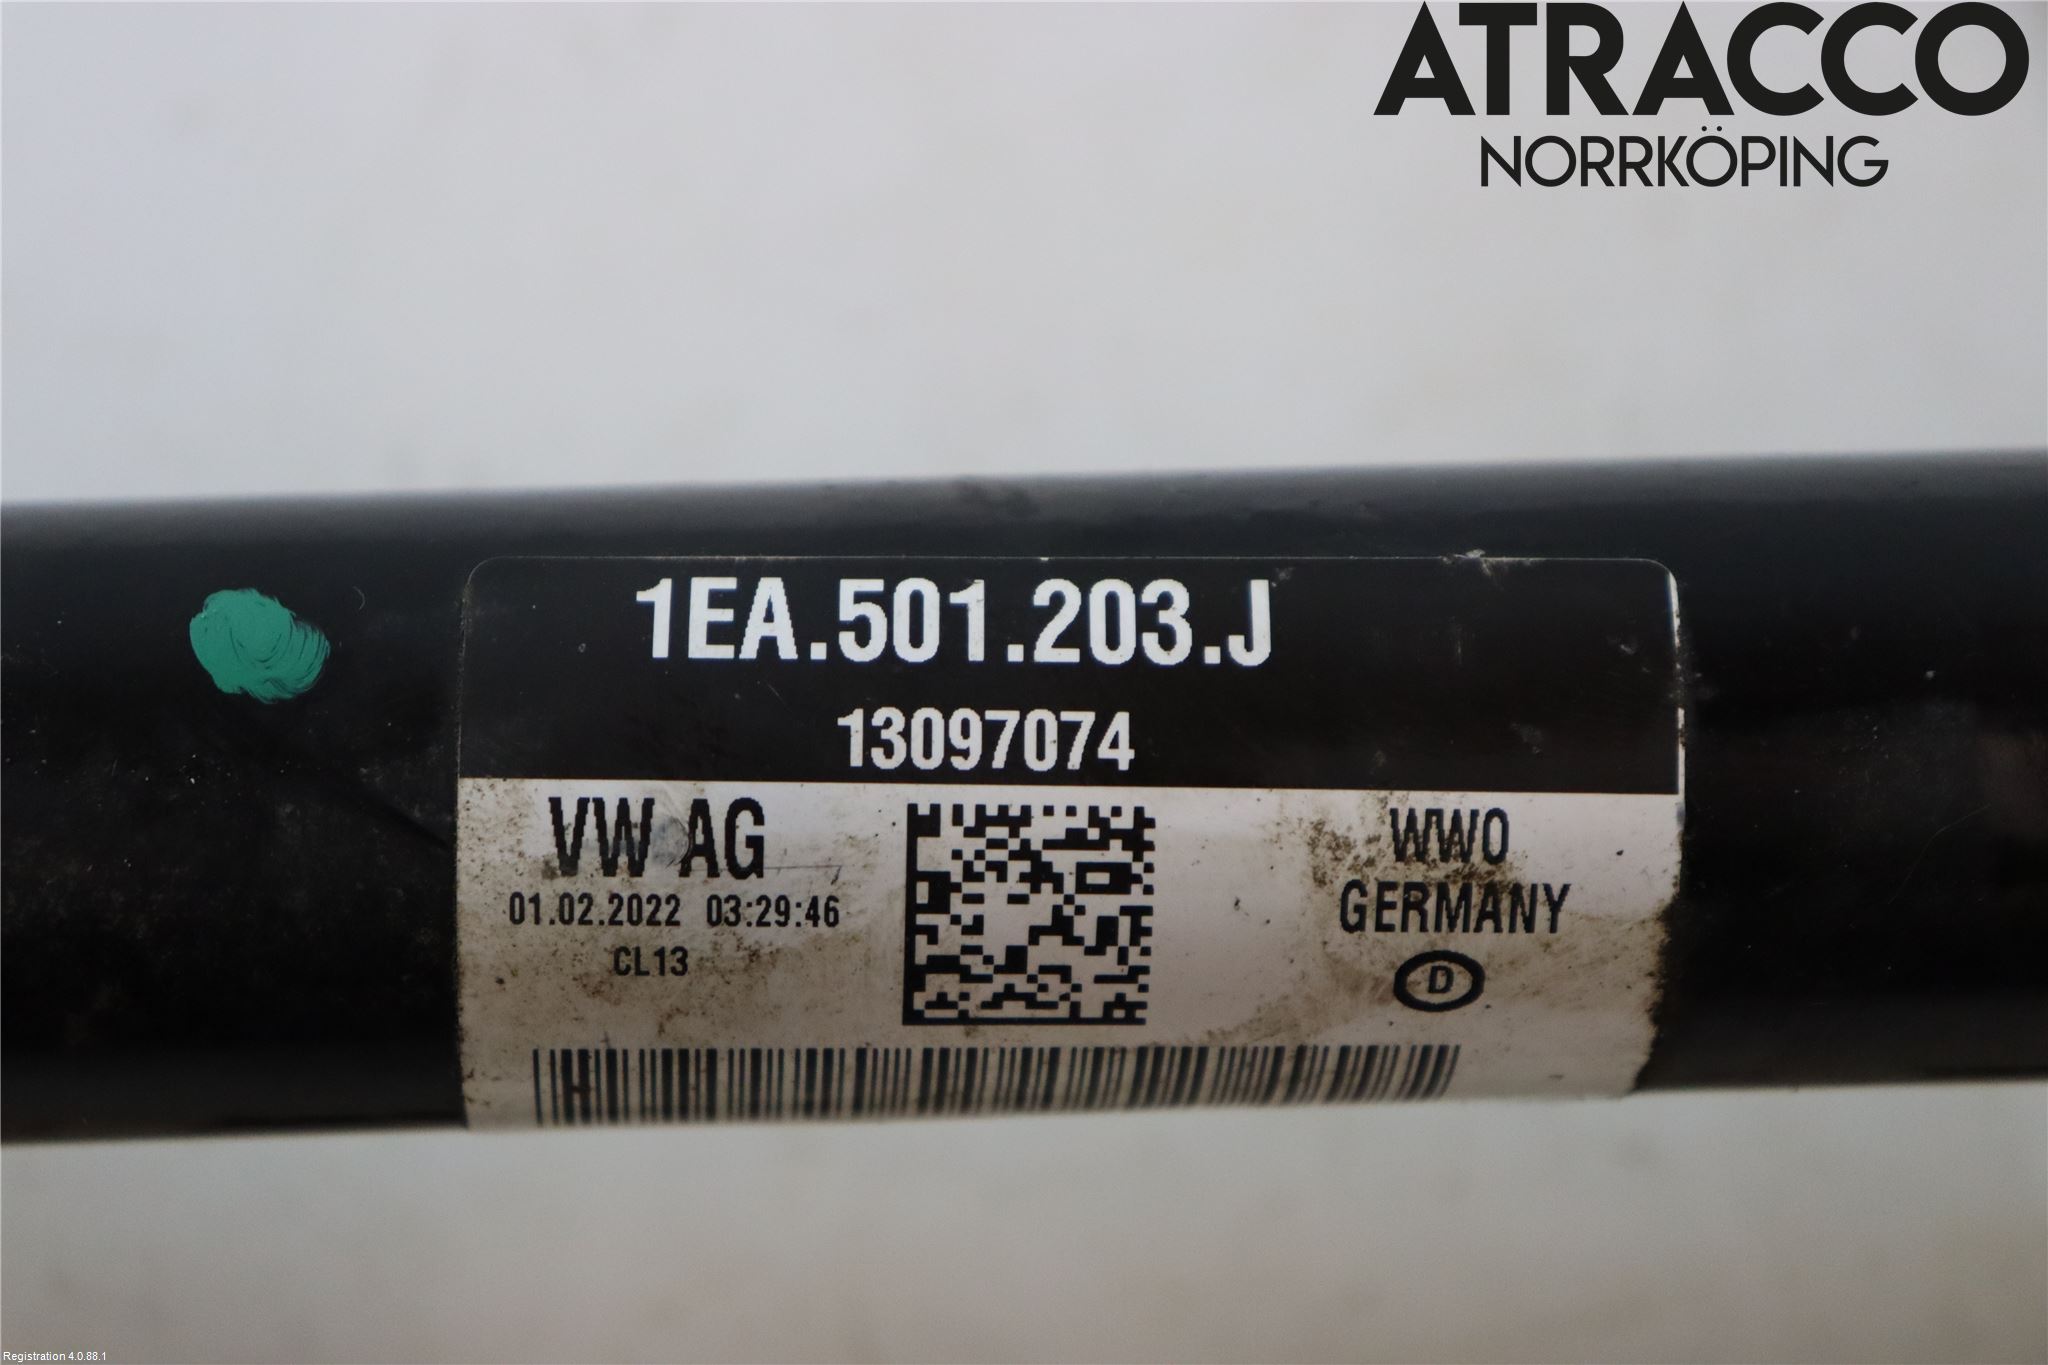 ATRACCO
NORRKÖPING
1EA.501.203.J
13097074
VW AG
01.02.2022 03:29:46
CL13
WWO
GERMANY
D
H
Registration 4.0.88.1